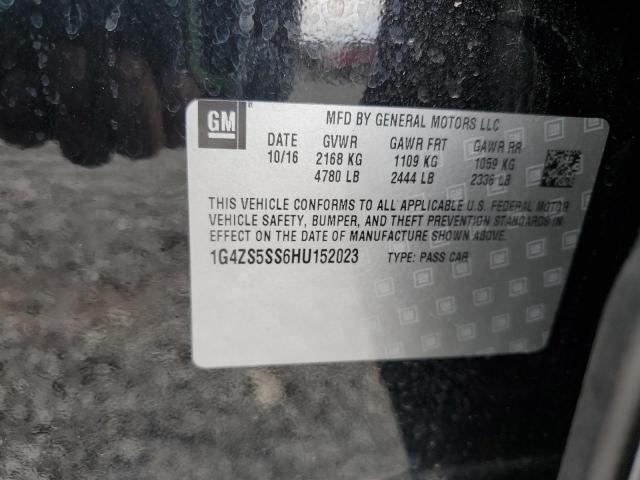 GM ® MFD BY GENERAL MOTORS LLC
DATE GVWR GAWR FRT GAWR RR
10/16 2168 KG 1109 KG 1059 KG
4780 LB 2444 LB 2336 LB
THIS VEHICLE CONFORMS TO ALL APPLICABLE U.S. FEDERAL MOTOR
VEHICLE SAFETY, BUMPER, AND THEFT PREVENTION STANDARDS IN
EFFECT ON THE DATE OF MANUFACTURE SHOWN ABOVE.
1G4ZS5SS6HU152023 TYPE: PASS CAR